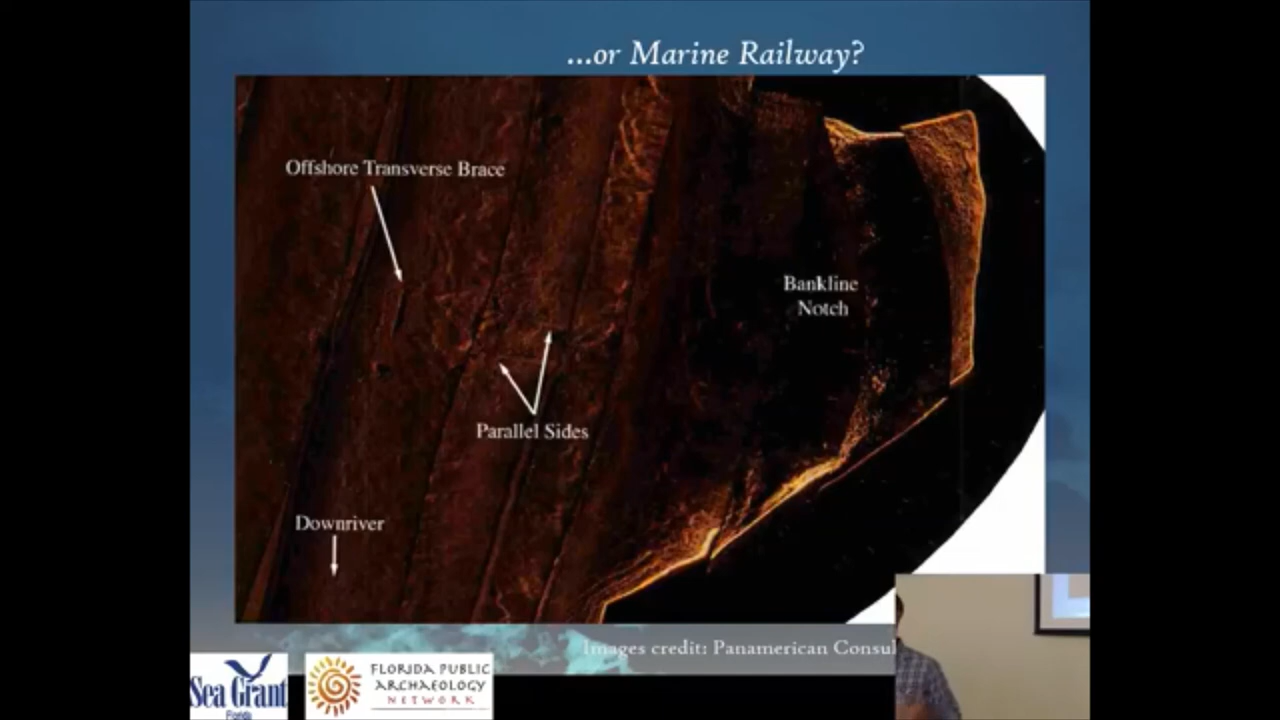 ...or Marine Railway?
Offshore Transverse Brace
Bankline
Notch
Parallel Sides
Downriver
Images credit: Panamerican Consul
Sea Grant
Florida
FLORIDA PUBLIC
ARCHAEOLOGY
NETWORK